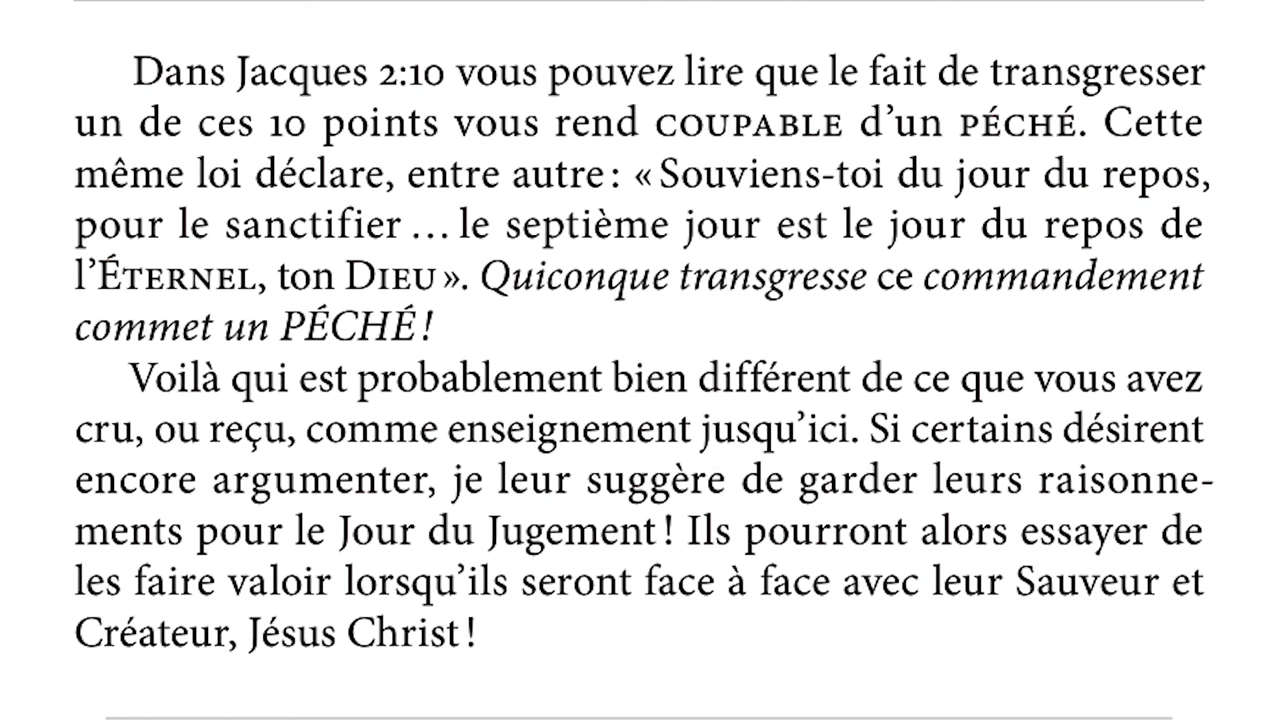 Dans Jacques 2:10 vous pouvez lire que le fait de transgresser
un de ces 10 points vous rend COUPABLE d’un PÉCHÉ. Cette
même loi déclare, entre autre : « Souviens-toi du jour du repos,
pour le sanctifier … le septième jour est le jour du repos de
l’ÉTERNEL, ton DIEU ». Quiconque transgresse ce commandement
commet un PÉCHÉ !
Voilà qui est probablement bien différent de ce que vous avez
cru, ou reçu, comme enseignement jusqu’ici. Si certains désirent
encore argumenter, je leur suggère de garder leurs raisonne-
ments pour le Jour du Jugement ! Ils pourront alors essayer de
les faire valoir lorsqu’ils seront face à face avec leur Sauveur et
Créateur, Jésus Christ !